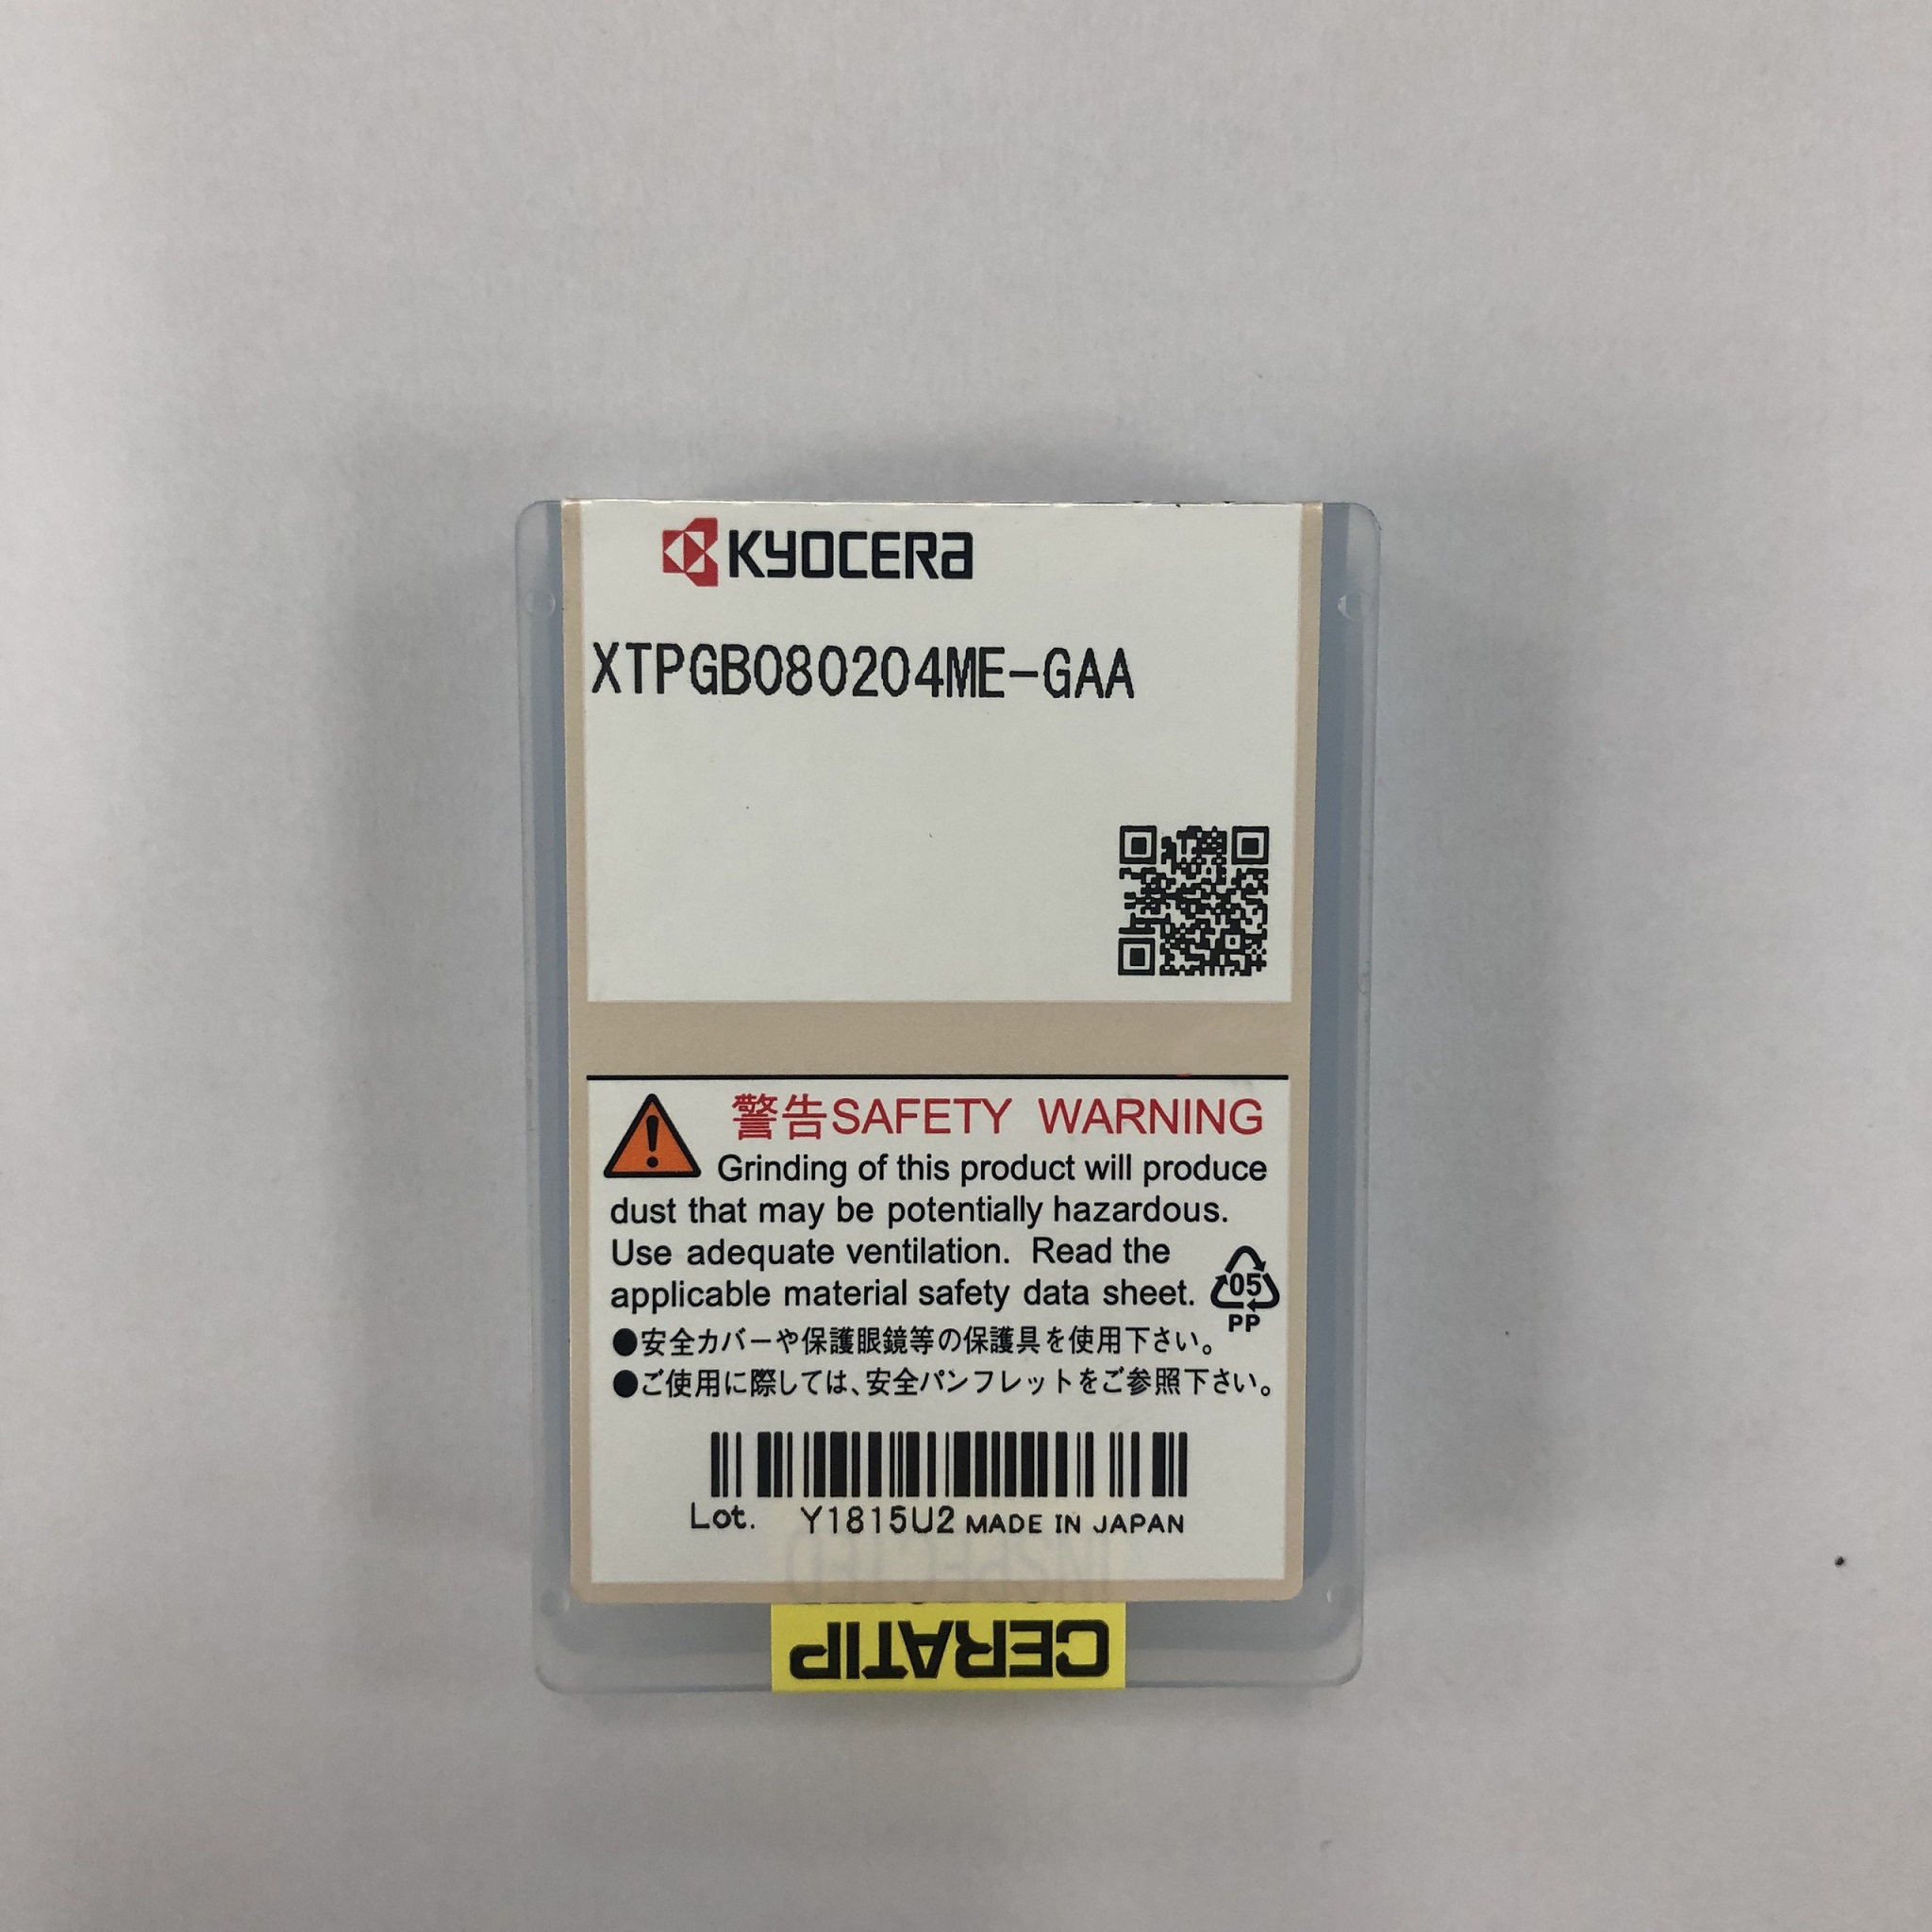 KYOCERA
XTPGB080204ME-GAA
警告SAFETY WARNING
Grinding of this product will produce
dust that may be potentially hazardous.
Use adequate ventilation. Read the
applicable material safety data sheet.
05
PP
●安全カバーや保護眼鏡等の保護具を使用下さい。
●ご使用に際しては、安全パンフレットをご参照下さい。
Lot. Y1815U2 MADE IN JAPAN
INSPECTED
CERATIP